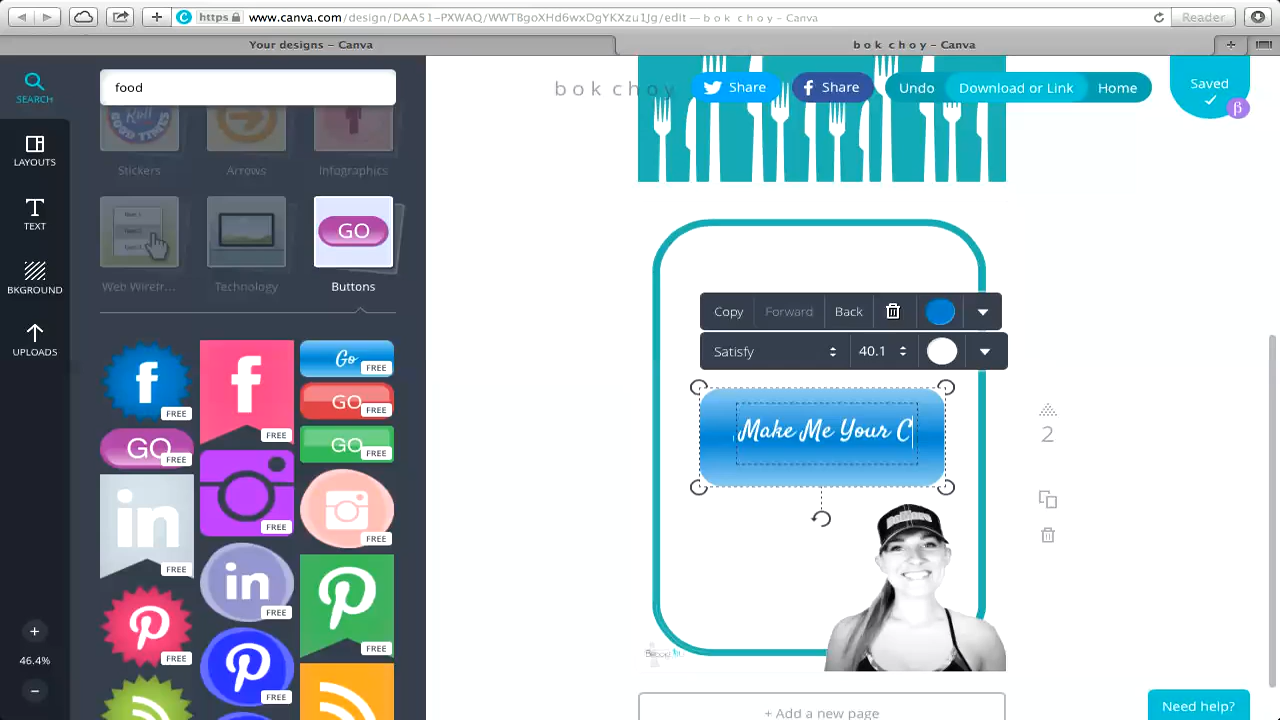 https www.canva.com/design/DAA51-PXWAQ/WWTBgoXHd6wxDgYKXzu1Jg/edit — b o k c h o y – Canva
Reader
Your designs – Canva
b o k c h o y – Canva
SEARCH
food
LAYOUTS
TEXT
BKGROUND
UPLOADS
46.4%
Stickers
Arrows
Infographics
GO
Web Wirefr...
Technology
Buttons
Go
FREE
GO
FREE
FREE
FREE
GO
FREE
GO
FREE
in
FREE
FREE
FREE
in
FREE
FREE
FREE
FREE
FREE
b o k c h o y
Share
Share
Undo
Download or Link
Home
Saved
β
Copy
Forward
Back
Satisfy
40.1
Make Me Your C
2
+ Add a new page
Need help?